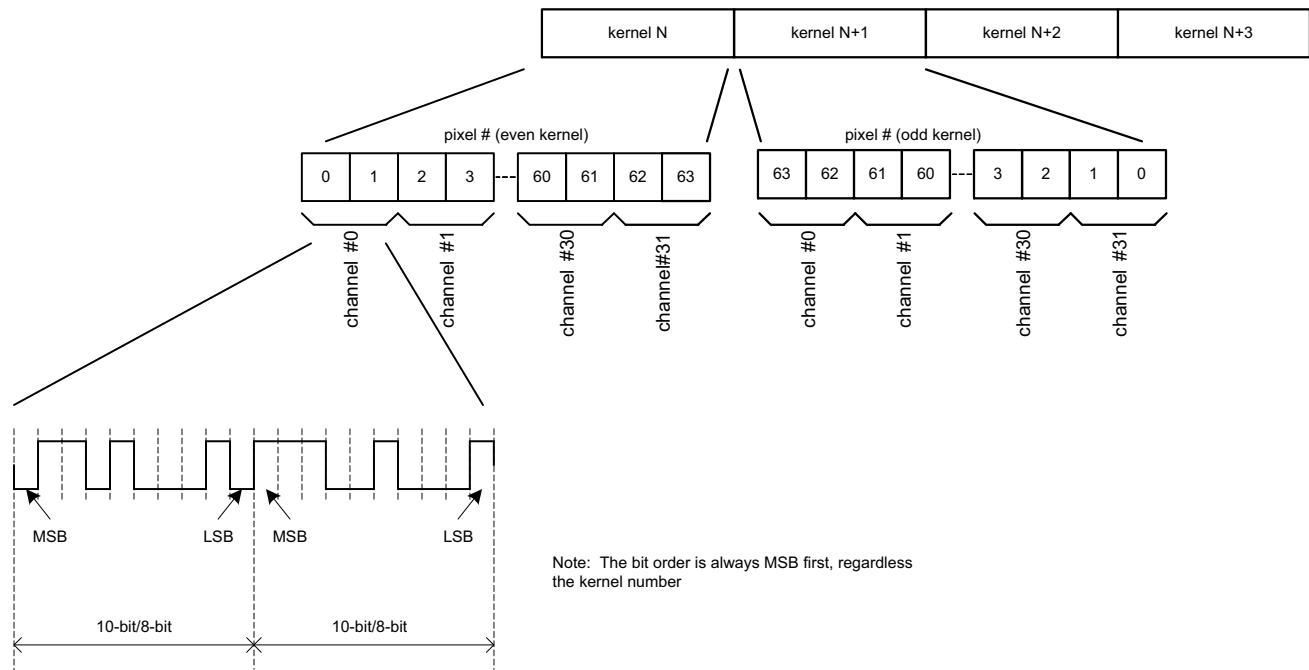 kernel N kernel N+1 kernel N+2 kernel N+3
pixel # (even kernel) pixel # (odd kernel)
0 1 2 3 60 61 62 63 63 62 61 60 3 2 1 0
channel #0
channel #1
channel #30
channel#31
channel #0
channel #1
channel #30
channel #31
MSB LSB MSB LSB
Note: The bit order is always MSB first, regardless
the kernel number
10-bit/8-bit 10-bit/8-bit